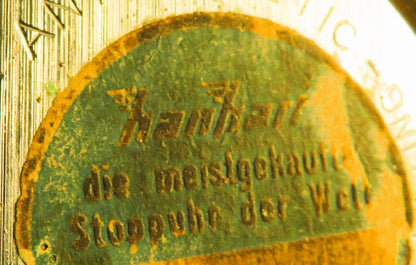 hanhart
die meistgekaufte
Stoppuhr der Welt